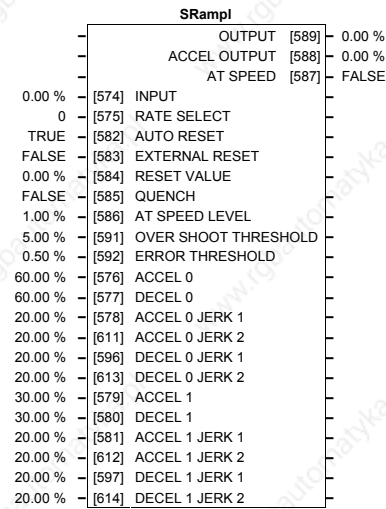 SRampl
OUTPUT [589] 0.00 %
ACCEL OUTPUT [588] 0.00 %
AT SPEED [587] FALSE
0.00 % [574] INPUT
0 [575] RATE SELECT
TRUE [582] AUTO RESET
FALSE [583] EXTERNAL RESET
0.00 % [584] RESET VALUE
FALSE [585] QUENCH
1.00 % [586] AT SPEED LEVEL
5.00 % [591] OVER SHOOT THRESHOLD
0.50 % [592] ERROR THRESHOLD
60.00 % [576] ACCEL 0
60.00 % [577] DECEL 0
20.00 % [578] ACCEL 0 JERK 1
20.00 % [611] ACCEL 0 JERK 2
20.00 % [596] DECEL 0 JERK 1
20.00 % [613] DECEL 0 JERK 2
30.00 % [579] ACCEL 1
30.00 % [580] DECEL 1
20.00 % [581] ACCEL 1 JERK 1
20.00 % [612] ACCEL 1 JERK 2
20.00 % [597] DECEL 1 JERK 1
20.00 % [614] DECEL 1 JERK 2